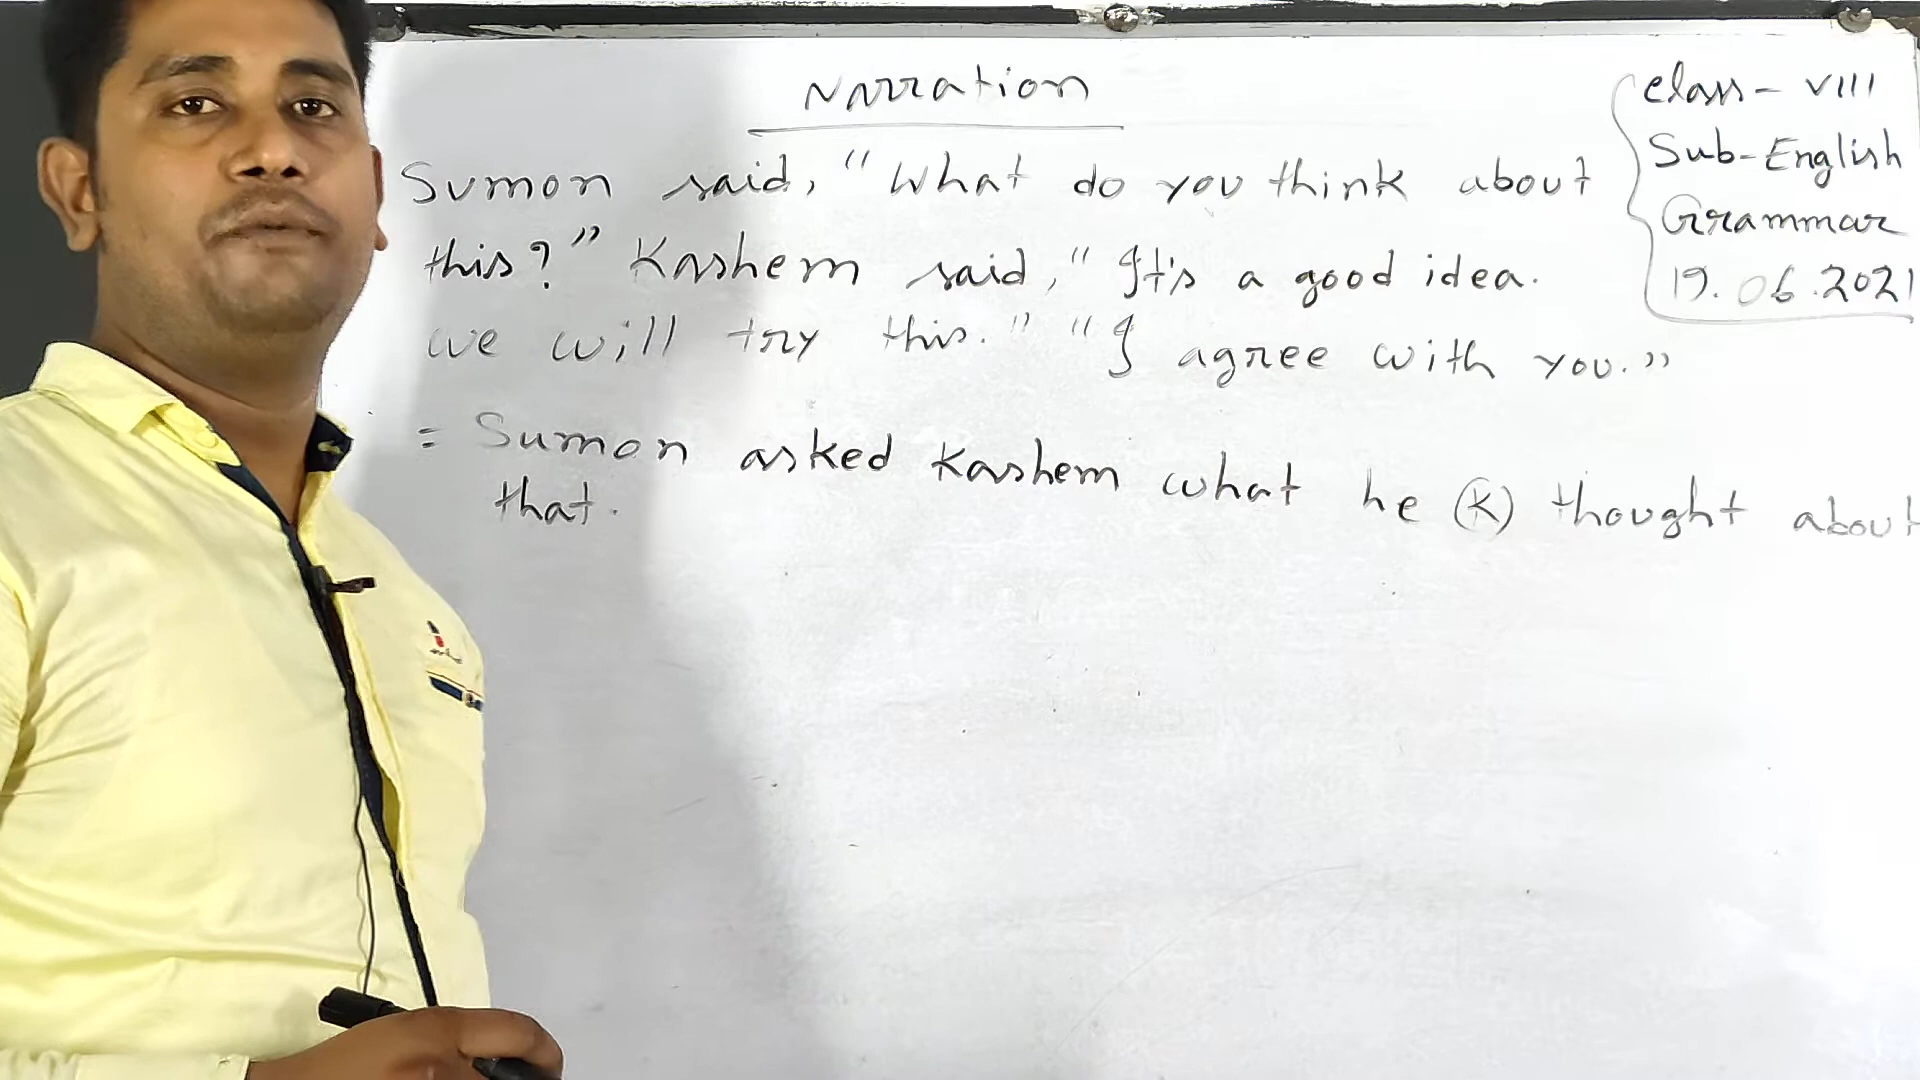 Narration
Class - VIII
Sub - English
Grammar
19.06.2021
Sumon said, "What do you think about
this?" Kashem said, "It's a good idea.
we will try this." "I agree with you."
= Sumon asked Kashem what he (K) thought about
that.